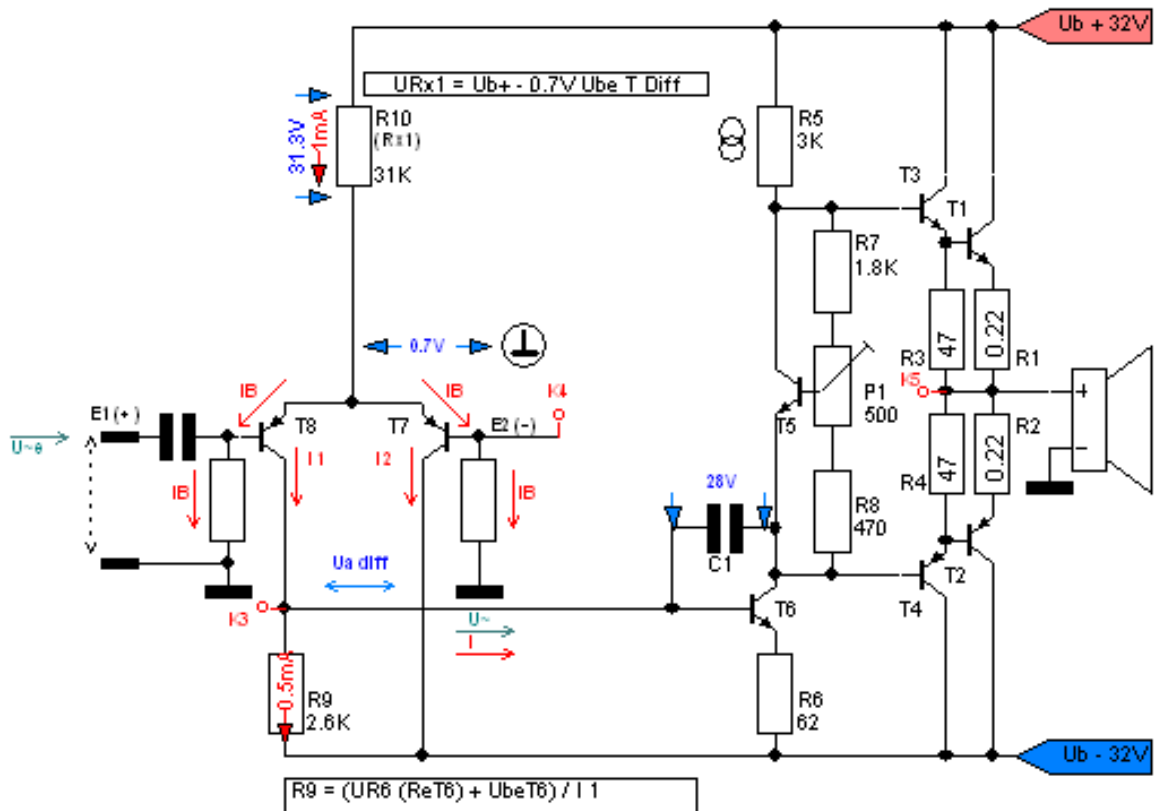 Ub + 32V
URx1 = Ub+ - 0.7V Ube T Diff
31.3V
1mA
R10
(Rx1)
31K
R5
3K
T3
T1
R7
1.8K
0.7V
47
0.22
R3
R1
K5
IB
IB
K4
E1 (+)
T8
T7
E2 (-)
P1
500
T5
+
-
U~e
I1
I2
R2
IB
IB
28V
R4
47
0.22
R8
470
C1
Ua diff
K3
T6
T4
T2
U~
I
0.5mA
R9
2.6K
R6
62
Ub - 32V
R9 = (UR6 (ReT6) + UbeT6) / I 1